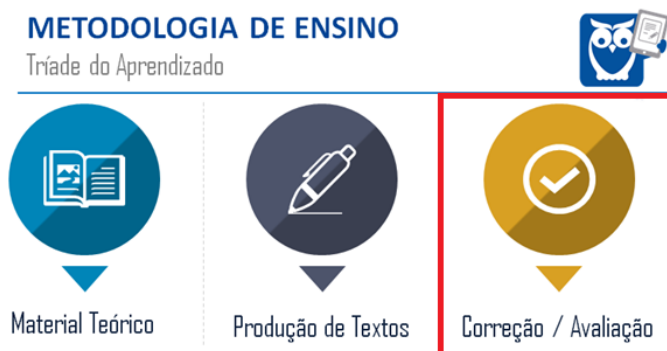 METODOLOGIA DE ENSINO
Tríade do Aprendizado
Material Teórico
Produção de Textos
Correção / Avaliação